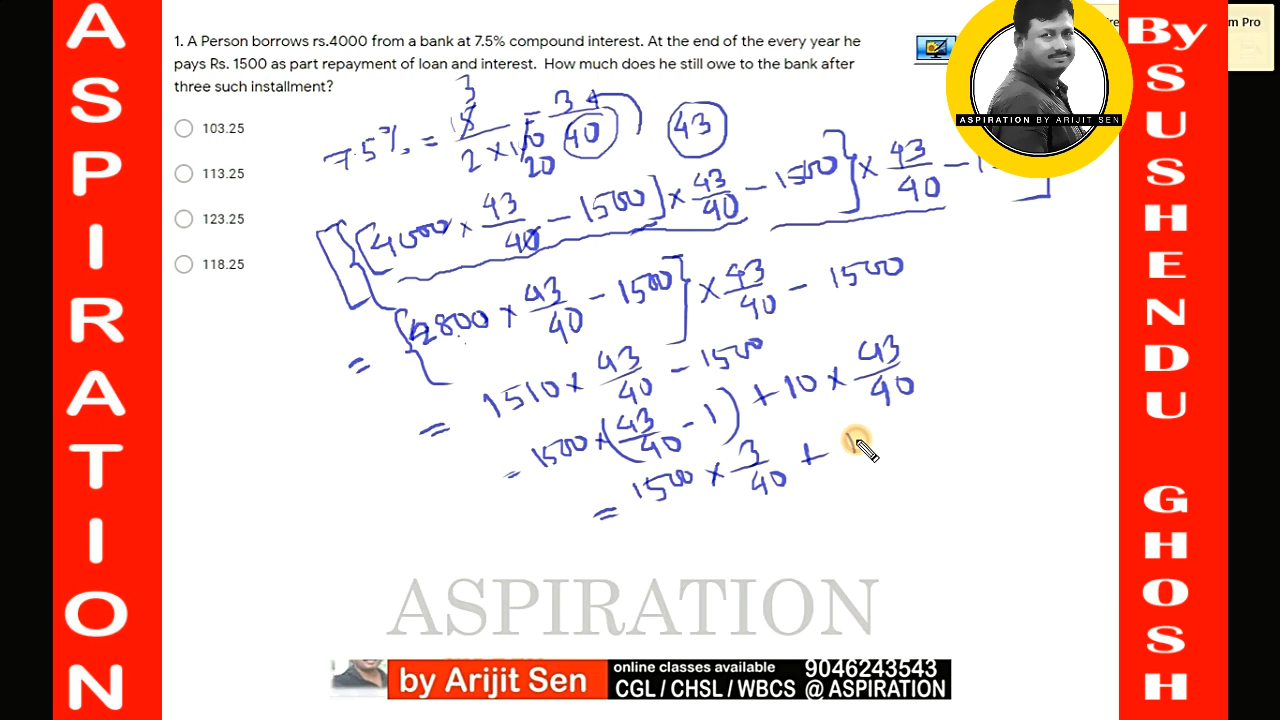 ASPIRATION
1. A Person borrows rs.4000 from a bank at 7.5% compound interest. At the end of the every year he
pays Rs. 1500 as part repayment of loan and interest. How much does he still owe to the bank after
three such installment?
103.25
113.25
123.25
118.25
7.5% =
2 × 100
20
3
40
43
[{[4000 × 43/40 − 1500] × 43/40 − 1500} × 43/40 −
= {2800 × 43/40 − 1500} × 43/40 − 1500
= 1510 × 43/40 − 1500
= 1500 × (43/40 − 1) + 10 × 43/40
= 1500 × 3/40 + 1
ASPIRATION BY ARIJIT SEN
Pro
By SUSHENDU GHOSH
ASPIRATION
by Arijit Sen
online classes available 9046243543
CGL / CHSL / WBCS @ ASPIRATION